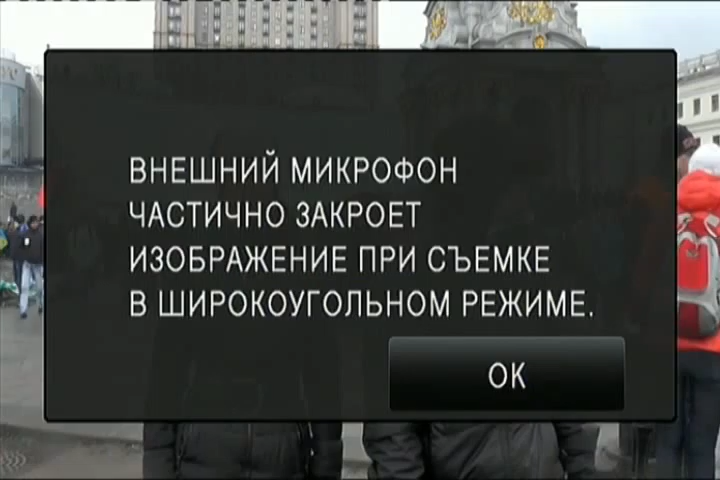 ВНЕШНИЙ МИКРОФОН
ЧАСТИЧНО ЗАКРОЕТ
ИЗОБРАЖЕНИЕ ПРИ СЪЕМКЕ
В ШИРОКОУГОЛЬНОМ РЕЖИМЕ.
ОК